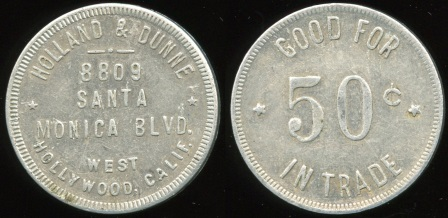 HOLLAND & DUNNE
8809
SANTA
MONICA BLVD.
WEST
HOLLYWOOD, CALIF.
GOOD FOR
50¢
IN TRADE